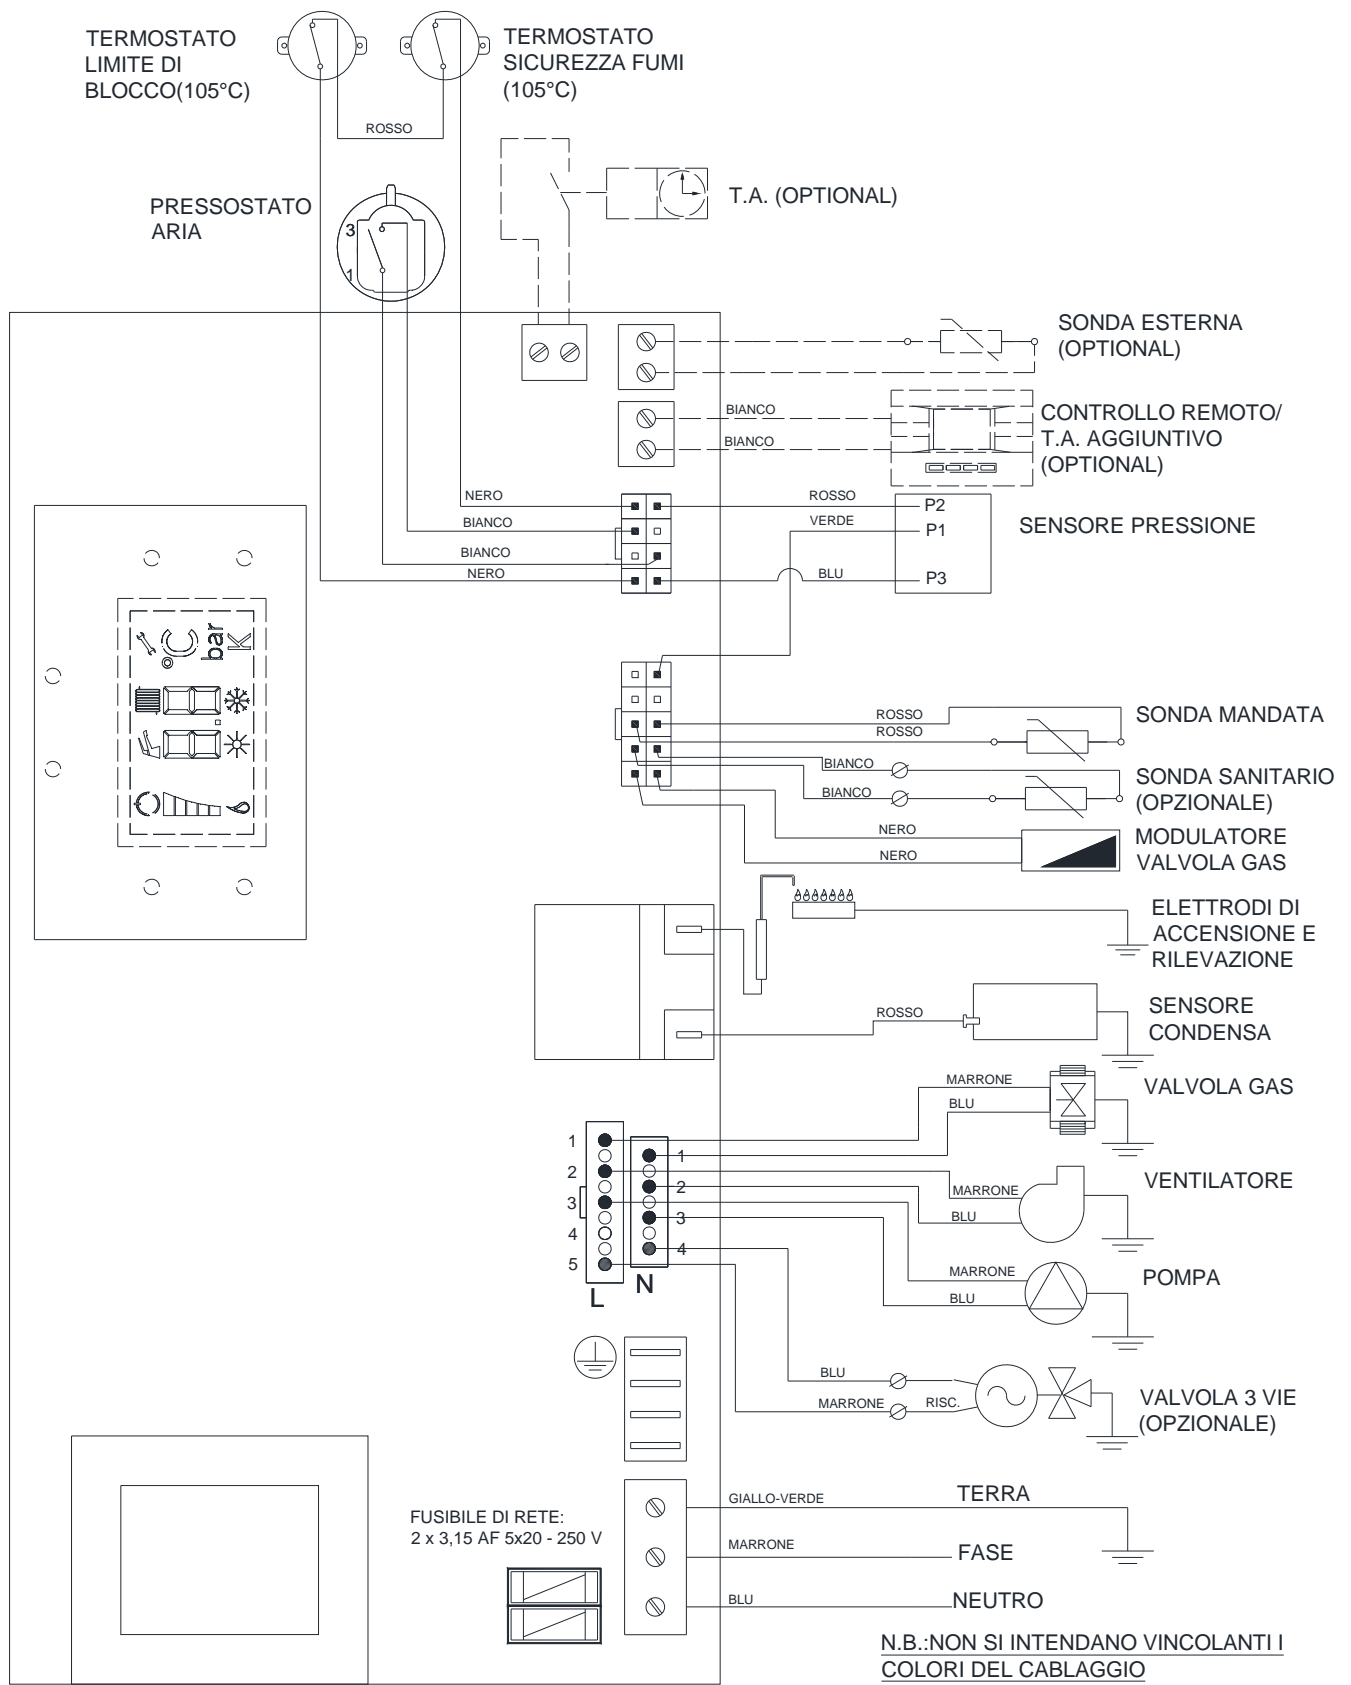 TERMOSTATO
LIMITE DI
BLOCCO(105°C)
TERMOSTATO
SICUREZZA FUMI
(105°C)
ROSSO
PRESSOSTATO
ARIA
3
1
T.A. (OPTIONAL)
SONDA ESTERNA
(OPTIONAL)
BIANCO
BIANCO
CONTROLLO REMOTO/
T.A. AGGIUNTIVO
(OPTIONAL)
NERO
BIANCO
BIANCO
NERO
ROSSO
VERDE
BLU
P2
P1
P3
SENSORE PRESSIONE
°C
bar
K
ROSSO
ROSSO
SONDA MANDATA
BIANCO
BIANCO
SONDA SANITARIO
(OPZIONALE)
NERO
NERO
MODULATORE
VALVOLA GAS
ELETTRODI DI
ACCENSIONE E
RILEVAZIONE
ROSSO
SENSORE
CONDENSA
MARRONE
BLU
VALVOLA GAS
1
2
3
4
5
L
1
2
3
4
N
MARRONE
BLU
VENTILATORE
MARRONE
BLU
POMPA
BLU
MARRONE
RISC.
VALVOLA 3 VIE
(OPZIONALE)
FUSIBILE DI RETE:
2 x 3,15 AF 5x20 - 250 V
GIALLO-VERDE
TERRA
MARRONE
FASE
BLU
NEUTRO
N.B.:NON SI INTENDANO VINCOLANTI I
COLORI DEL CABLAGGIO